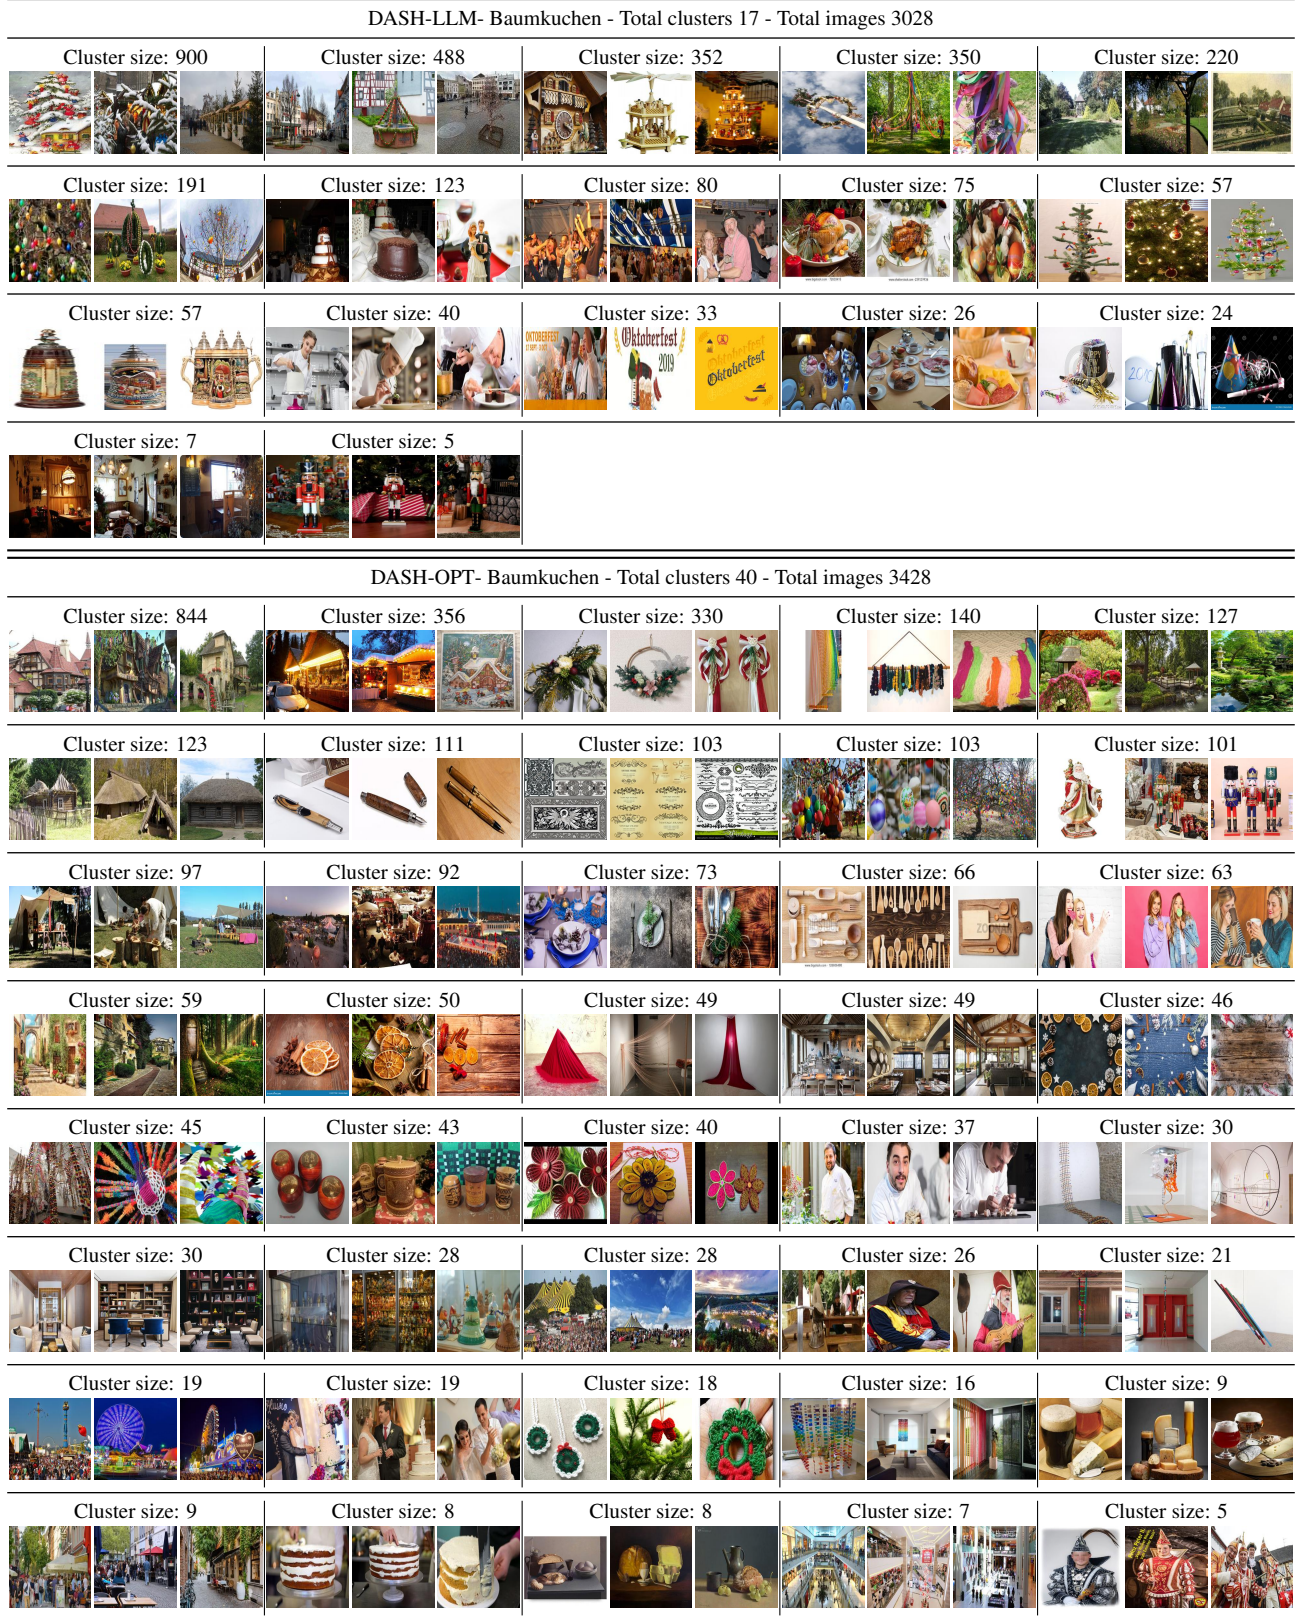 DASH-LLM- Baumkuchen - Total clusters 17 - Total images 3028
Cluster size: 900 Cluster size: 488 Cluster size: 352 Cluster size: 350 Cluster size: 220
Cluster size: 191 Cluster size: 123 Cluster size: 80 Cluster size: 75 Cluster size: 57
Cluster size: 57 Cluster size: 40 Cluster size: 33 Cluster size: 26 Cluster size: 24
OKTOBERFEST
Oktoberfest
2019
Oktoberfest
Oktoberfest
Cluster size: 7 Cluster size: 5
DASH-OPT- Baumkuchen - Total clusters 40 - Total images 3428
Cluster size: 844 Cluster size: 356 Cluster size: 330 Cluster size: 140 Cluster size: 127
Cluster size: 123 Cluster size: 111 Cluster size: 103 Cluster size: 103 Cluster size: 101
Cluster size: 97 Cluster size: 92 Cluster size: 73 Cluster size: 66 Cluster size: 63
Cluster size: 59 Cluster size: 50 Cluster size: 49 Cluster size: 49 Cluster size: 46
Cluster size: 45 Cluster size: 43 Cluster size: 40 Cluster size: 37 Cluster size: 30
Cluster size: 30 Cluster size: 28 Cluster size: 28 Cluster size: 26 Cluster size: 21
Cluster size: 19 Cluster size: 19 Cluster size: 18 Cluster size: 16 Cluster size: 9
Cluster size: 9 Cluster size: 8 Cluster size: 8 Cluster size: 7 Cluster size: 5